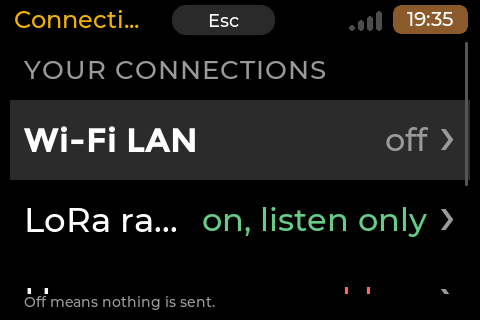 Connecti...
Esc
19:35
YOUR CONNECTIONS
Wi-Fi LAN off
LoRa ra... on, listen only
Off means nothing is sent.